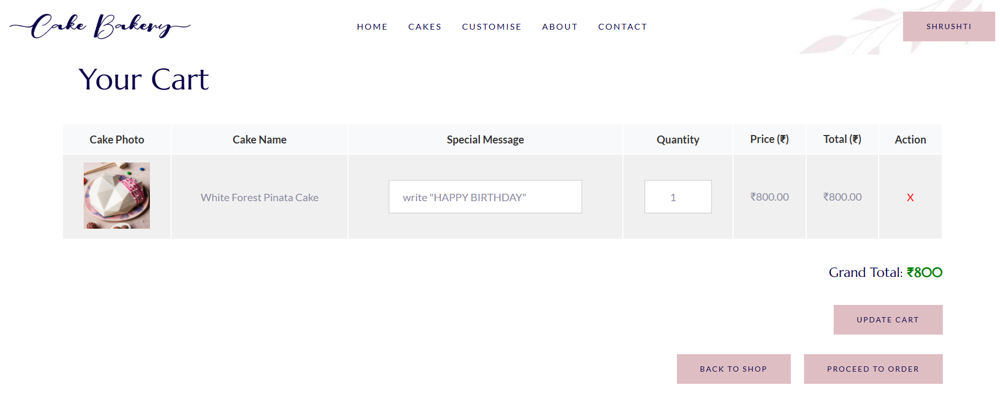 Cake Bakery
HOME CAKES CUSTOMISE ABOUT CONTACT
SHRUSHTI
Your Cart
Cake Photo Cake Name Special Message Quantity Price (₹) Total (₹) Action
White Forest Pinata Cake write "HAPPY BIRTHDAY" 1 ₹800.00 ₹800.00 X
Grand Total: ₹800
UPDATE CART
BACK TO SHOP PROCEED TO ORDER